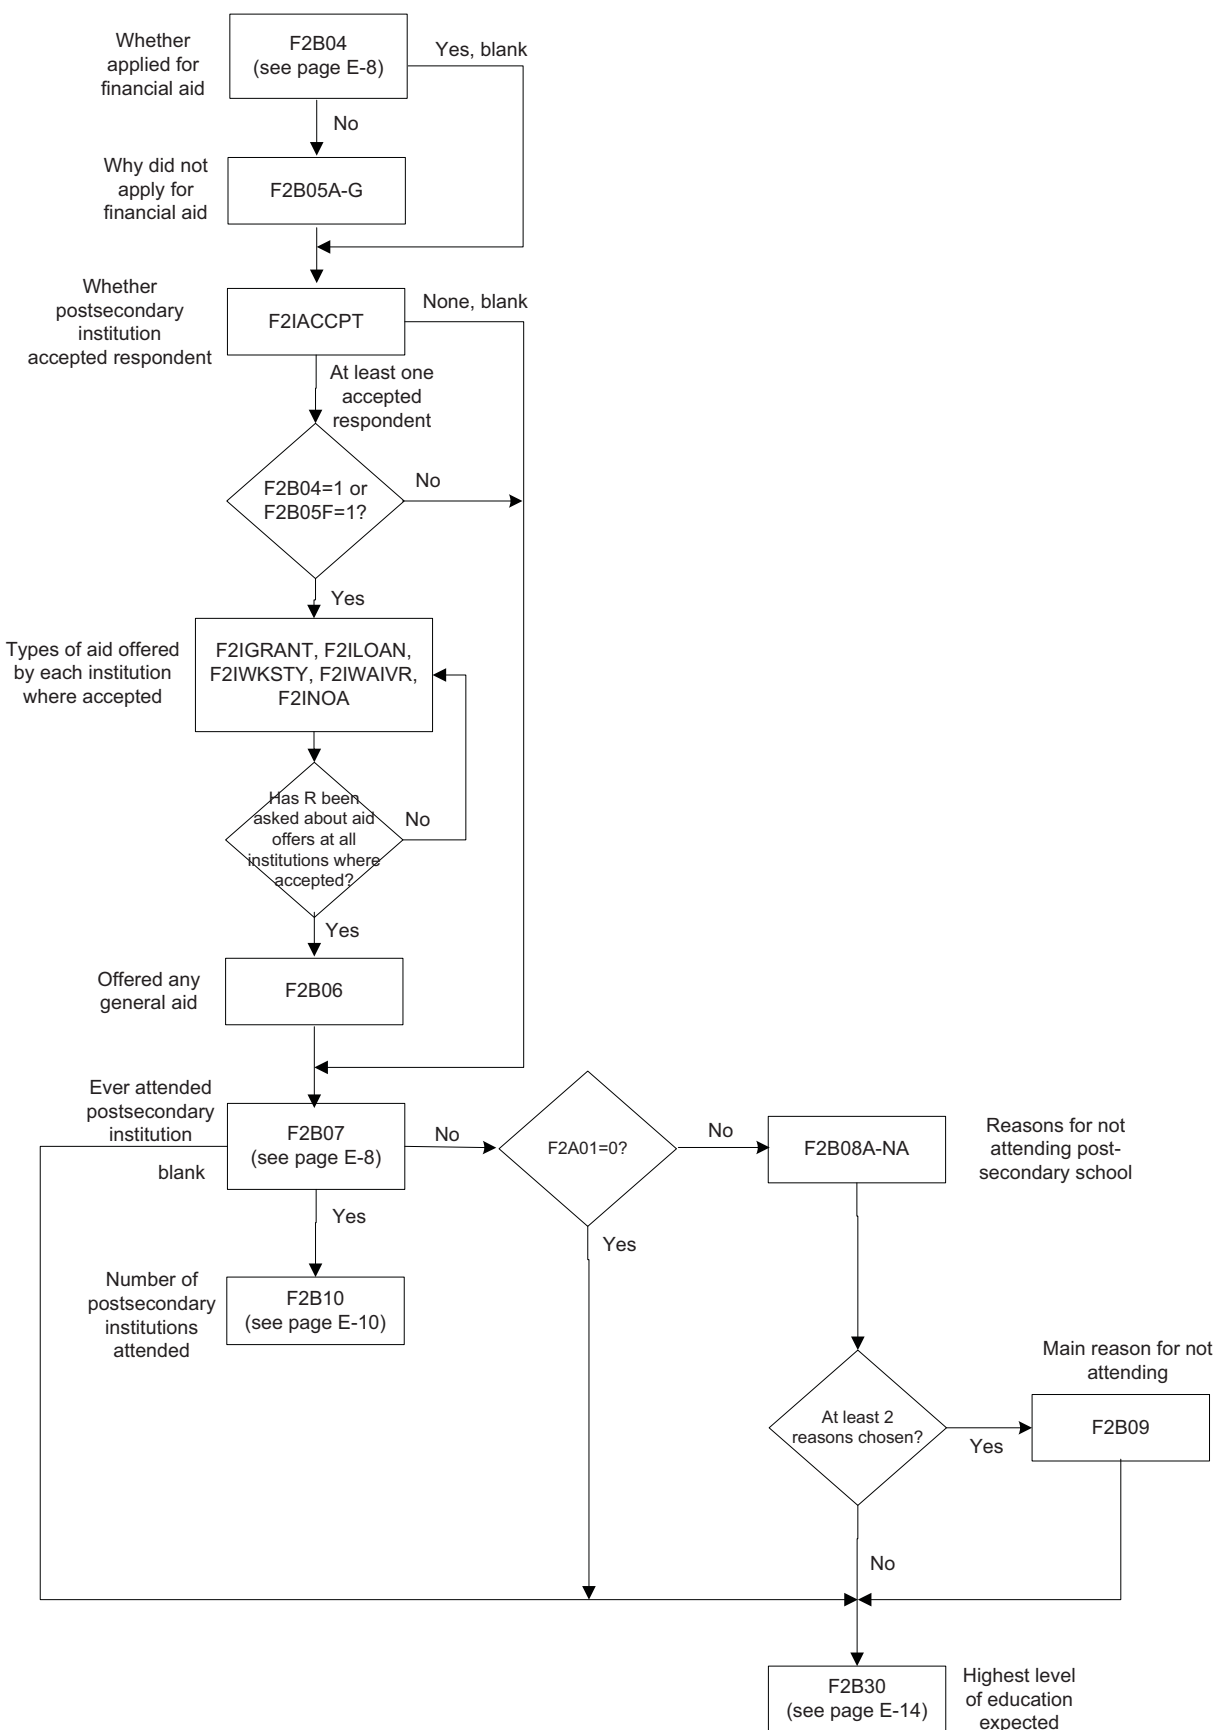 Whether
applied for
financial aid
F2B04
(see page E-8)
Yes, blank
No
Why did not
apply for
financial aid
F2B05A-G
Whether
postsecondary
institution
accepted respondent
F2IACCPT
None, blank
At least one
accepted
respondent
F2B04=1 or
F2B05F=1?
No
Yes
Types of aid offered
by each institution
where accepted
F2IGRANT, F2ILOAN,
F2IWKSTY, F2IWAIVR,
F2INOA
Has R been
asked about aid
offers at all
institutions where
accepted?
No
Yes
Offered any
general aid
F2B06
Ever attended
postsecondary
institution
blank
F2B07
(see page E-8)
No
F2A01=0?
No
F2B08A-NA
Reasons for not
attending post-
secondary school
Yes
Yes
Number of
postsecondary
institutions
attended
F2B10
(see page E-10)
At least 2
reasons chosen?
Yes
Main reason for not
attending
F2B09
No
F2B30
(see page E-14)
Highest level
of education
expected